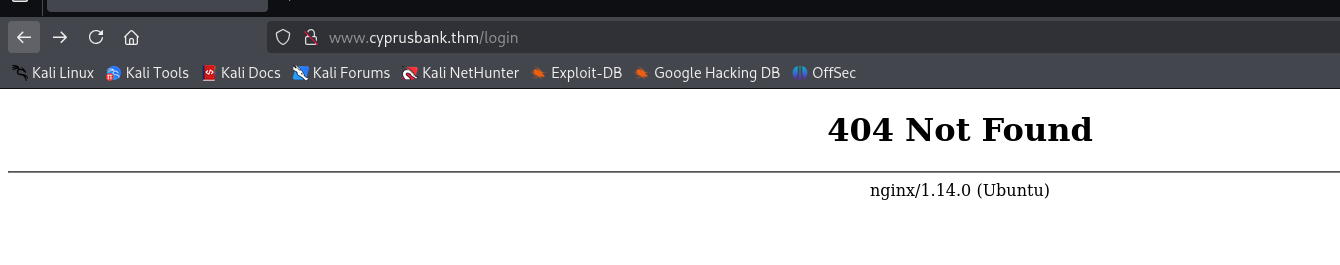 www.cyprusbank.thm/login
Kali Linux Kali Tools Kali Docs Kali Forums Kali NetHunter Exploit-DB Google Hacking DB OffSec
404 Not Found
nginx/1.14.0 (Ubuntu)